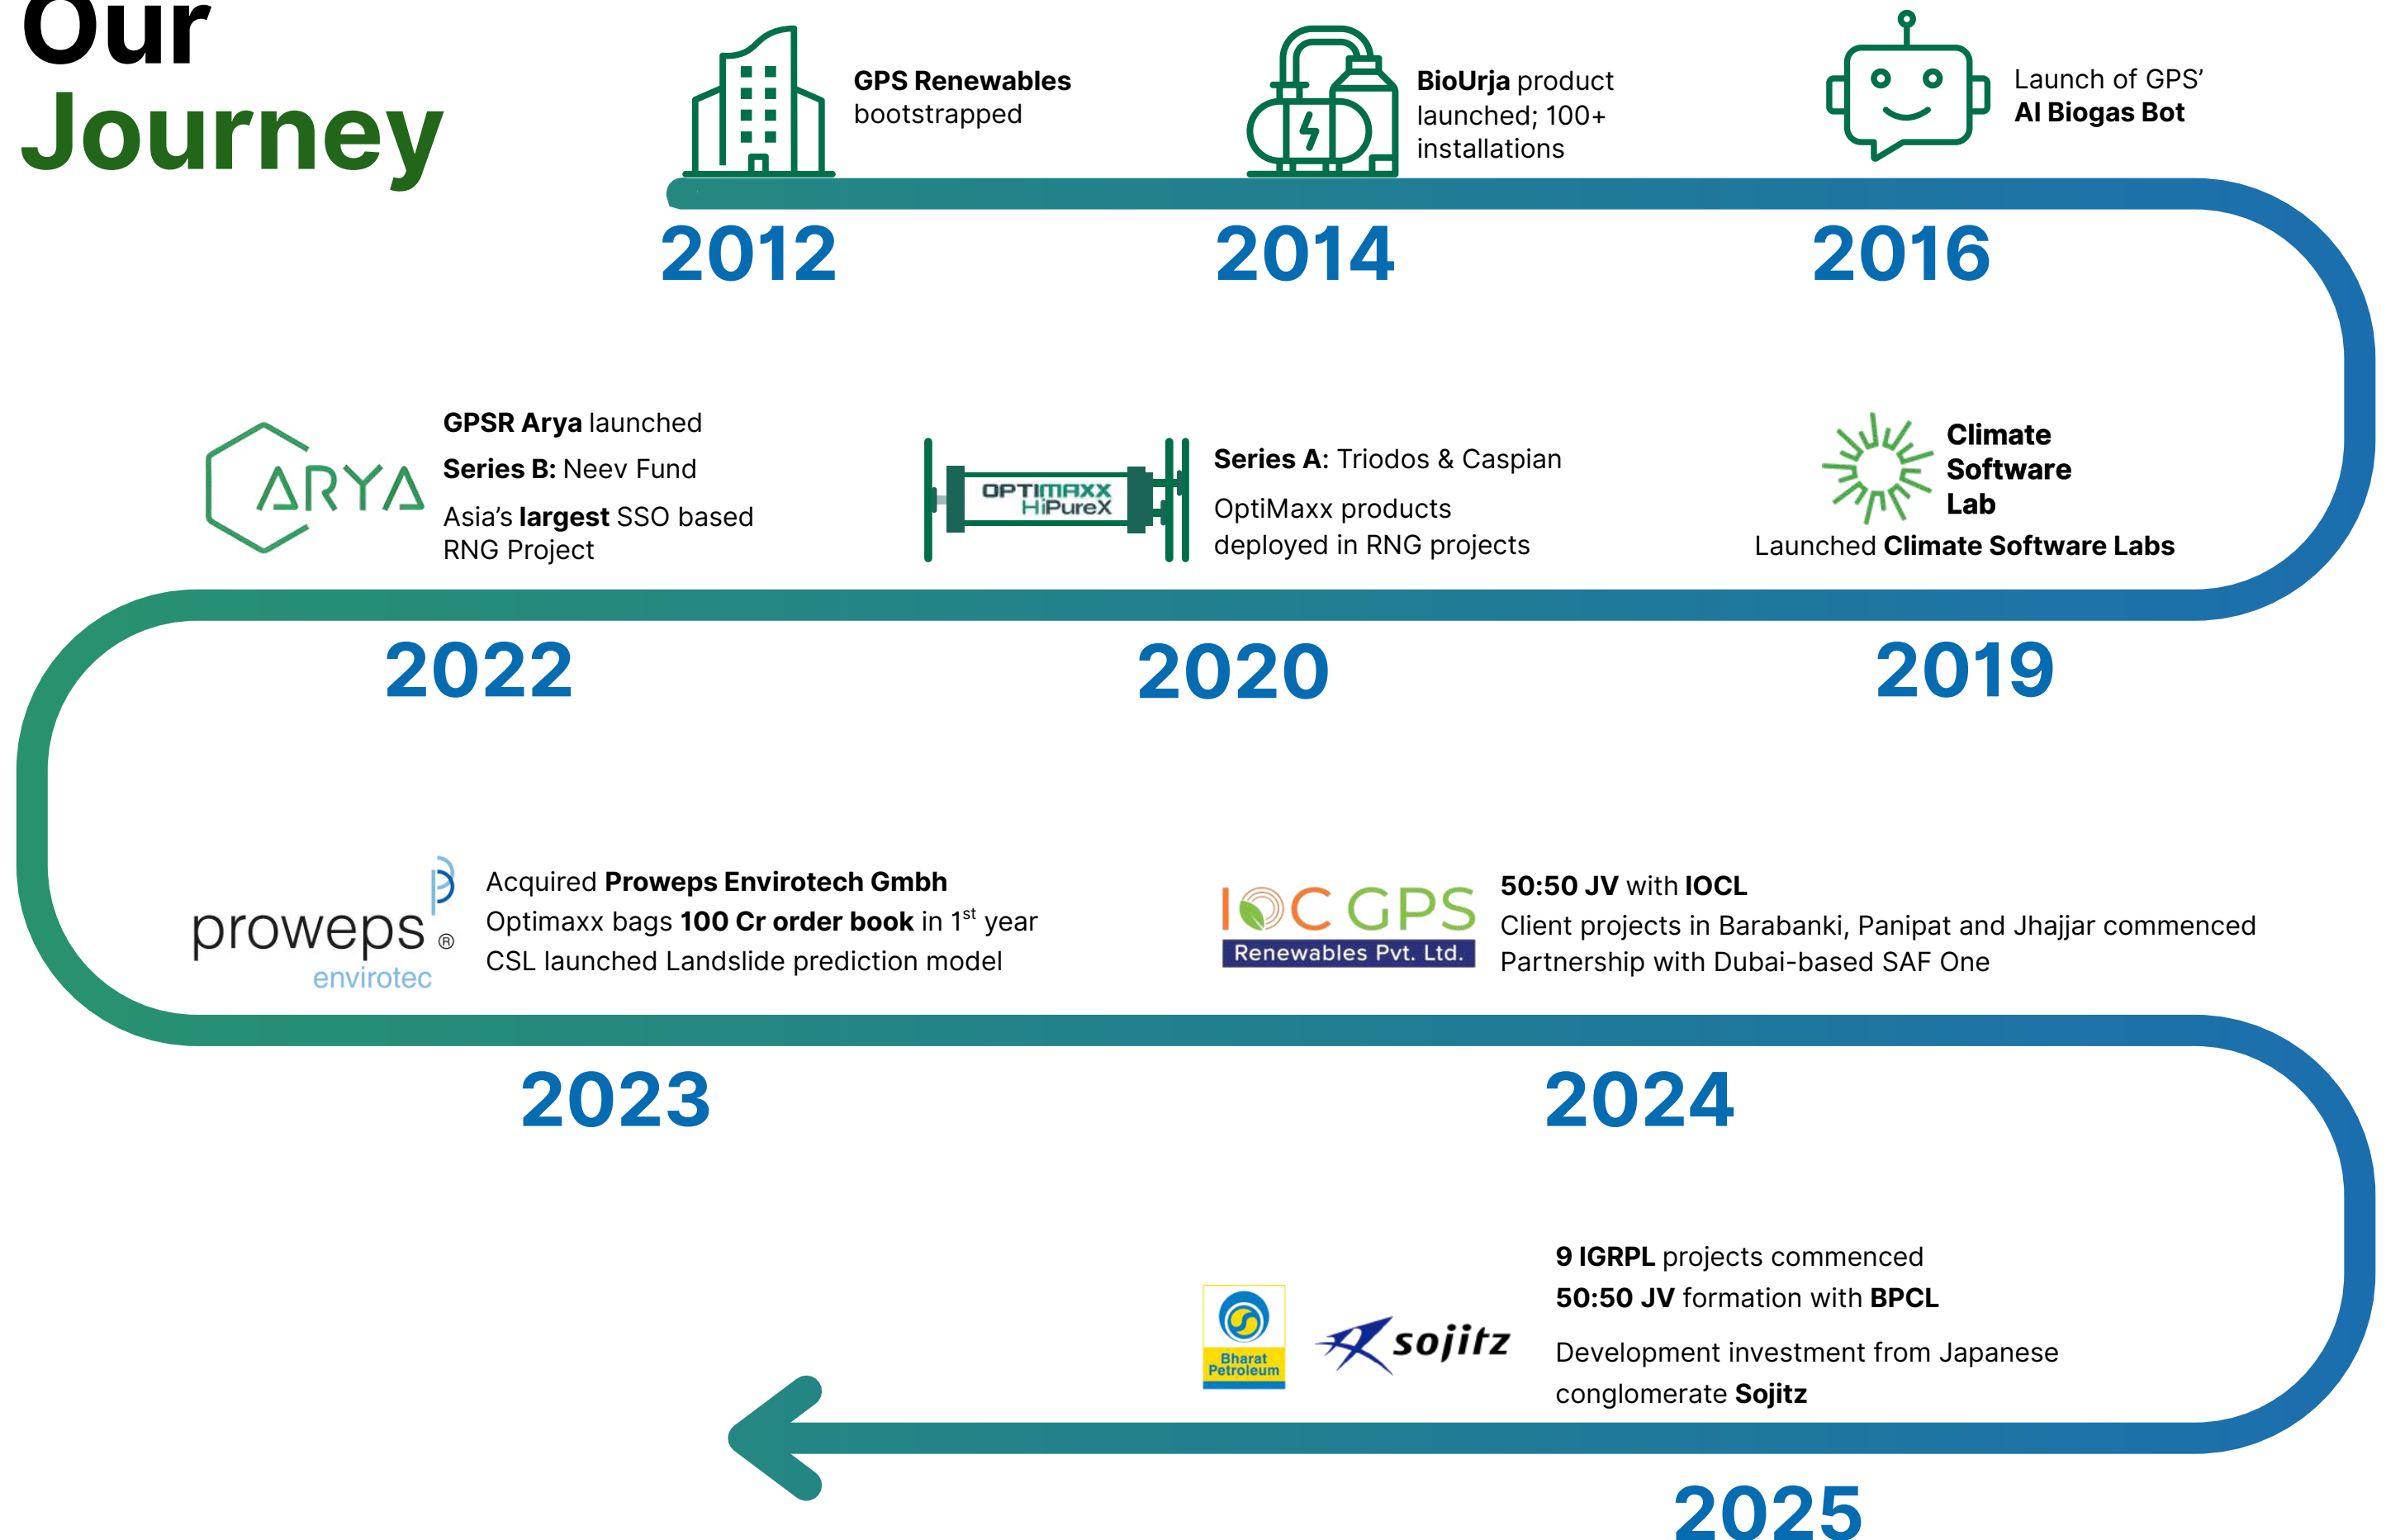 Our
Journey
GPS Renewables
bootstrapped
2012
BioUrja product
launched; 100+
installations
2014
Launch of GPS’
AI Biogas Bot
2016
Climate
Software
Lab
Launched Climate Software Labs
2019
OPTIMAXX
HiPureX
Series A: Triodos & Caspian
OptiMaxx products
deployed in RNG projects
2020
ARYA
GPSR Arya launched
Series B: Neev Fund
Asia’s largest SSO based
RNG Project
2022
proweps ®
envirotec
Acquired Proweps Envirotech Gmbh
Optimaxx bags 100 Cr order book in 1st year
CSL launched Landslide prediction model
2023
IOC GPS
Renewables Pvt. Ltd.
50:50 JV with IOCL
Client projects in Barabanki, Panipat and Jhajjar commenced
Partnership with Dubai-based SAF One
2024
Bharat
Petroleum
sojitz
9 IGRPL projects commenced
50:50 JV formation with BPCL
Development investment from Japanese
conglomerate Sojitz
2025